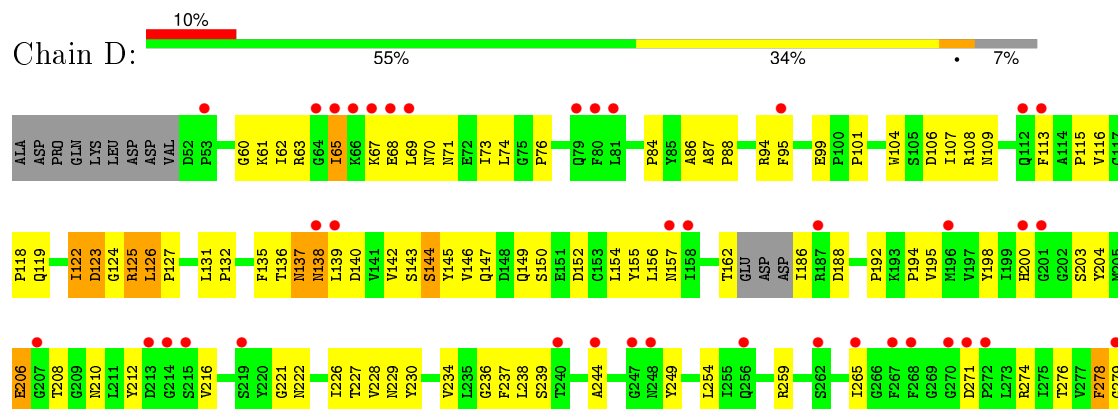 10%
Chain D:
55% 34% • 7%
ALA ASP PRO GLN LYS LEU ASP ASP VAL D52 P53 G60 K61 I62 R63 G64 I65 K66 K67 E68 L69 N70 N71 E72 I73 L74 G75 P76 Q79 F80 L81 P84 Y85 A86 A87 P88 R94 F95 E99 P100 P101 W104 S105 D106 I107 R108 N109 Q112 F113 A114 P115 V116 G117
P118 Q119 I122 D123 G124 R125 L126 P127 L131 P132 F135 T136 N137 N138 L139 D140 V141 V142 S143 S144 Y145 V146 Q147 D148 Q149 S150 E151 D152 C153 L154 Y155 L156 N157 I158 T162 GLU ASP ASP I186 R187 D188 P192 K193 P194 V195 M196 V197 Y198 I199 H200 G201 G202 S203 Y204
E206 G207 T208 G209 N210 L211 Y212 D213 G214 S215 V216 S219 Y220 G221 N222 I226 T227 V228 N229 Y230 V234 L235 G236 F237 L238 S239 T240 A244 G247 N248 Y249 L254 I255 Q256 R259 S262 I265 G266 F267 F268 G269 G270 D271 P272 L273 R274 I275 T276 V277 F278